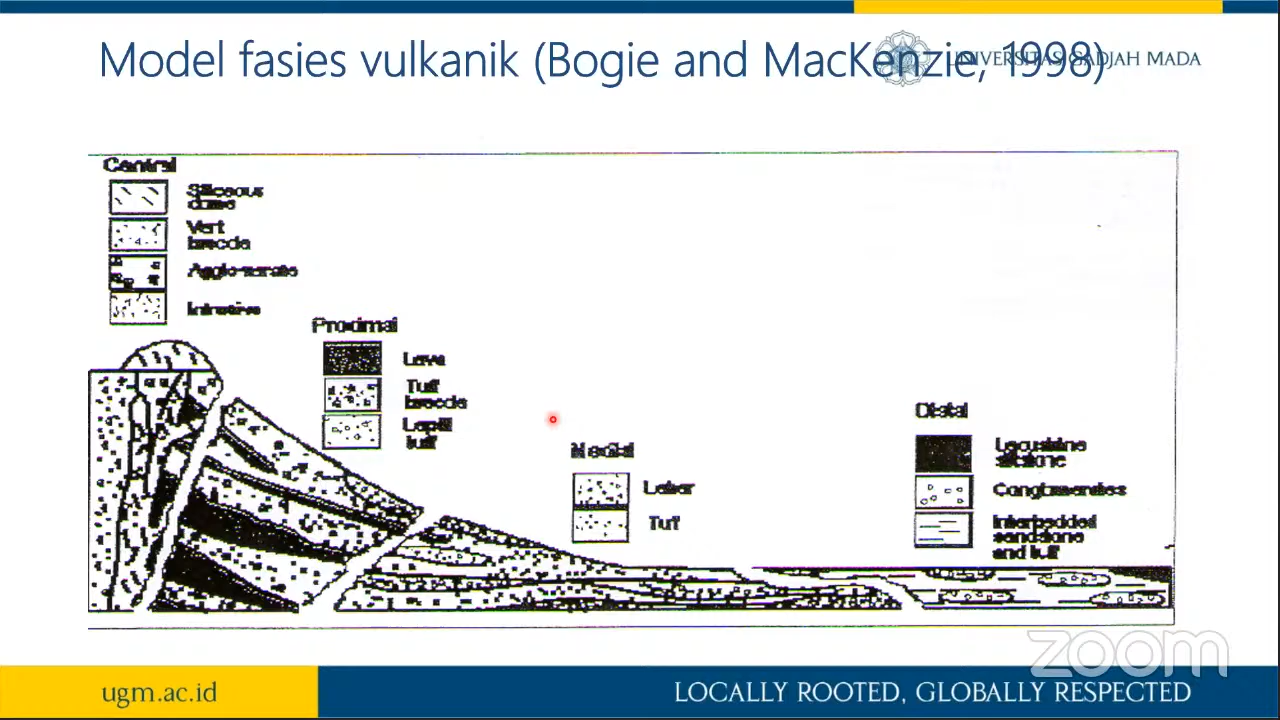 Model fasies vulkanik (Bogie and MacKenzie, 1998)
UNIVERSITAS GADJAH MADA
Central
Siliceous
dome
Vent
breccia
Agglomerate
Intrusive
Proximal
Lava
Tuff
breccia
Lapilli
tuff
Medial
Lahar
Tuff
Distal
Lacustrine
siltstone
Conglomerates
Interbedded
sandstone
and tuff
zoom
ugm.ac.id
LOCALLY ROOTED, GLOBALLY RESPECTED